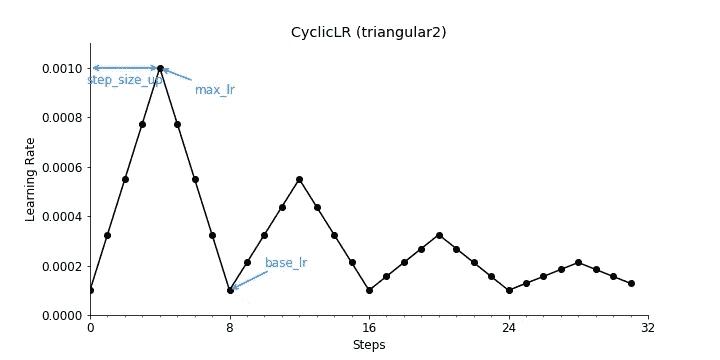 CyclicLR (triangular2)
0.0010
step_size_up
max_lr
0.0008
0.0006
Learning Rate
0.0004
base_lr
0.0002
0.0000
0 8 16 24 32
Steps